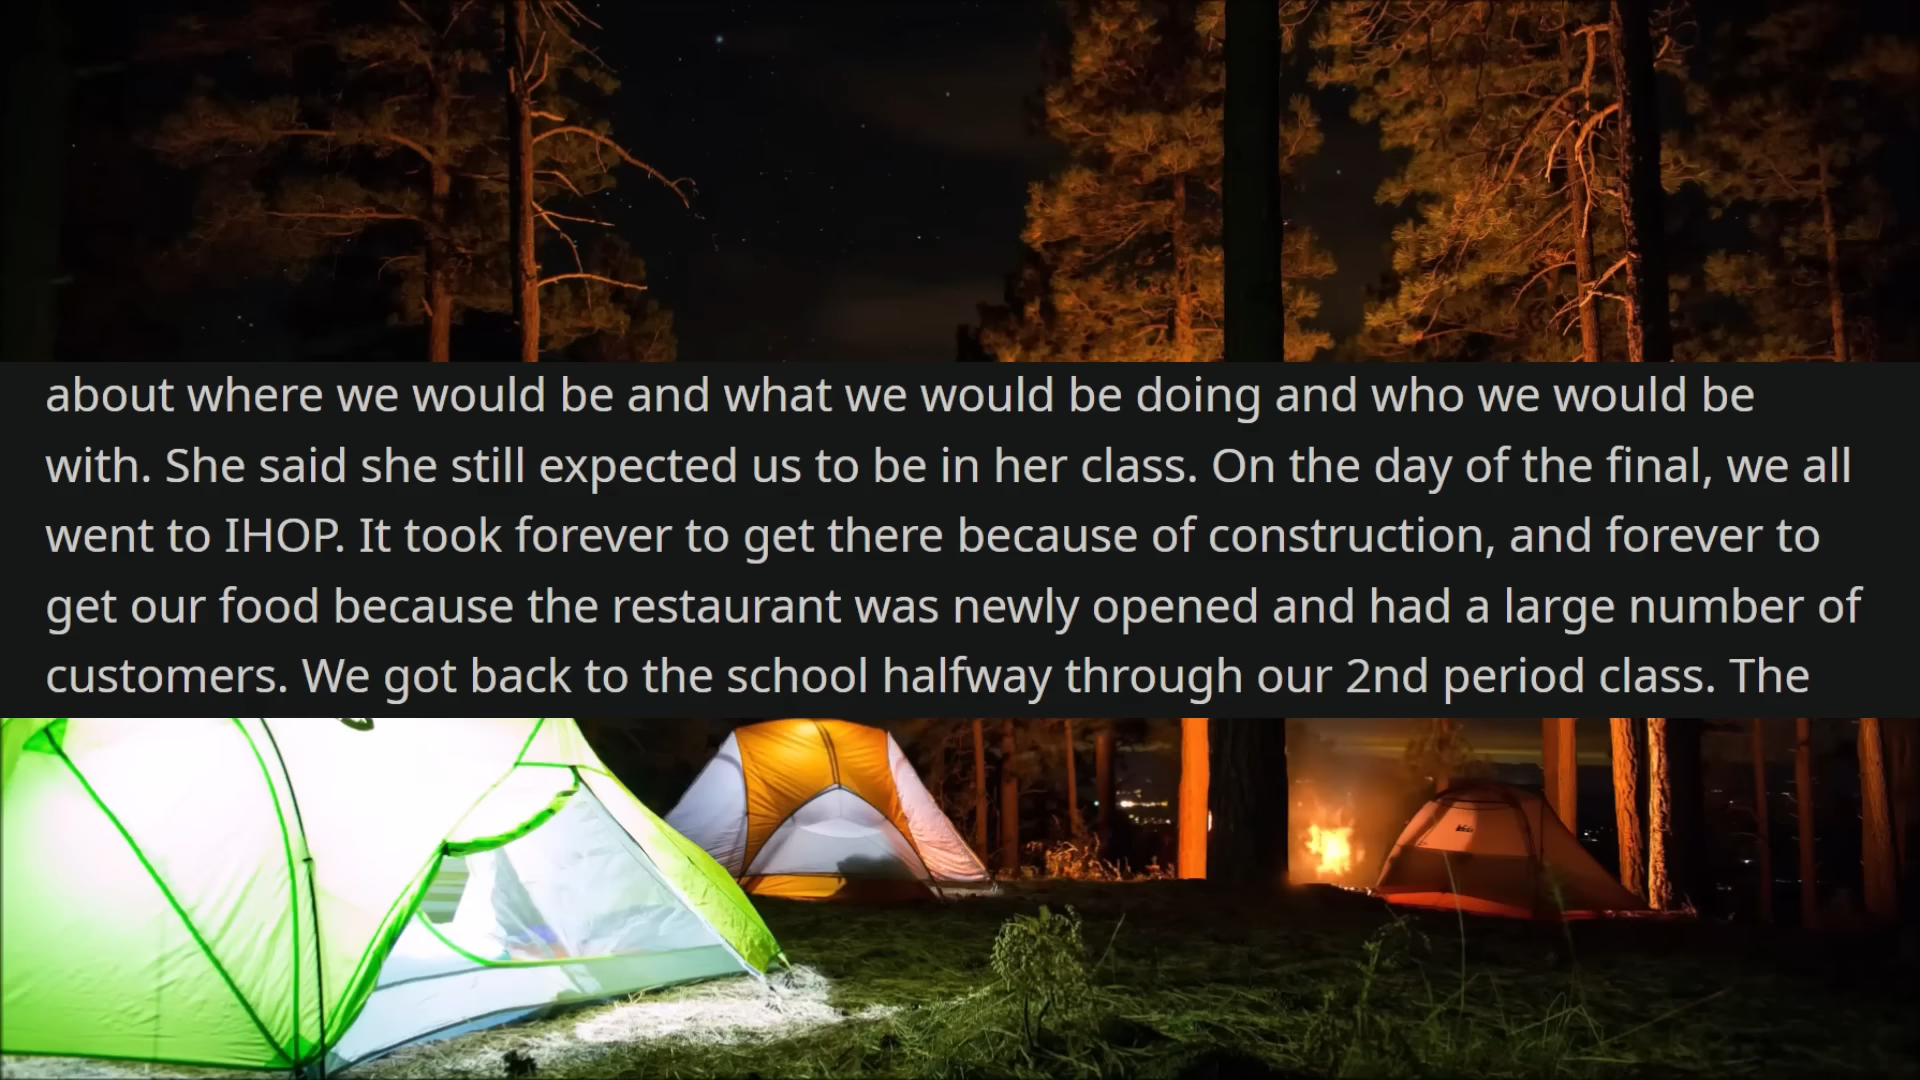 about where we would be and what we would be doing and who we would be
with. She said she still expected us to be in her class. On the day of the final, we all
went to IHOP. It took forever to get there because of construction, and forever to
get our food because the restaurant was newly opened and had a large number of
customers. We got back to the school halfway through our 2nd period class. The